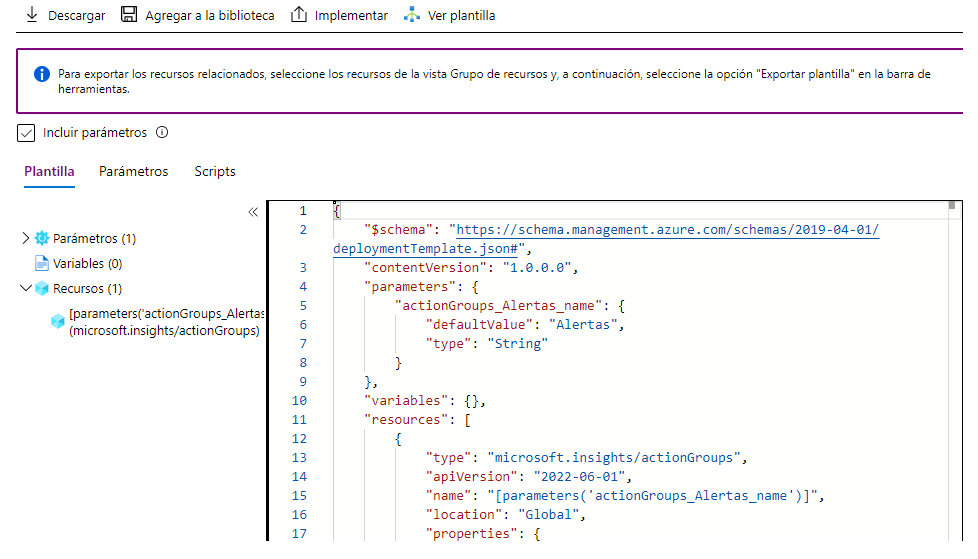 Descargar Agregar a la biblioteca Implementar Ver plantilla
Para exportar los recursos relacionados, seleccione los recursos de la vista Grupo de recursos y, a continuación, seleccione la opción "Exportar plantilla" en la barra de
herramientas.
Incluir parámetros
Plantilla Parámetros Scripts
Parámetros (1)
Variables (0)
Recursos (1)
[parameters('actionGroups_Alertas
(microsoft.insights/actionGroups)
1 {
2 "$schema": "https://schema.management.azure.com/schemas/2019-04-01/
deploymentTemplate.json#",
3 "contentVersion": "1.0.0.0",
4 "parameters": {
5 "actionGroups_Alertas_name": {
6 "defaultValue": "Alertas",
7 "type": "String"
8 }
9 },
10 "variables": {},
11 "resources": [
12 {
13 "type": "microsoft.insights/actionGroups",
14 "apiVersion": "2022-06-01",
15 "name": "[parameters('actionGroups_Alertas_name')]",
16 "location": "Global",
17 "properties": {